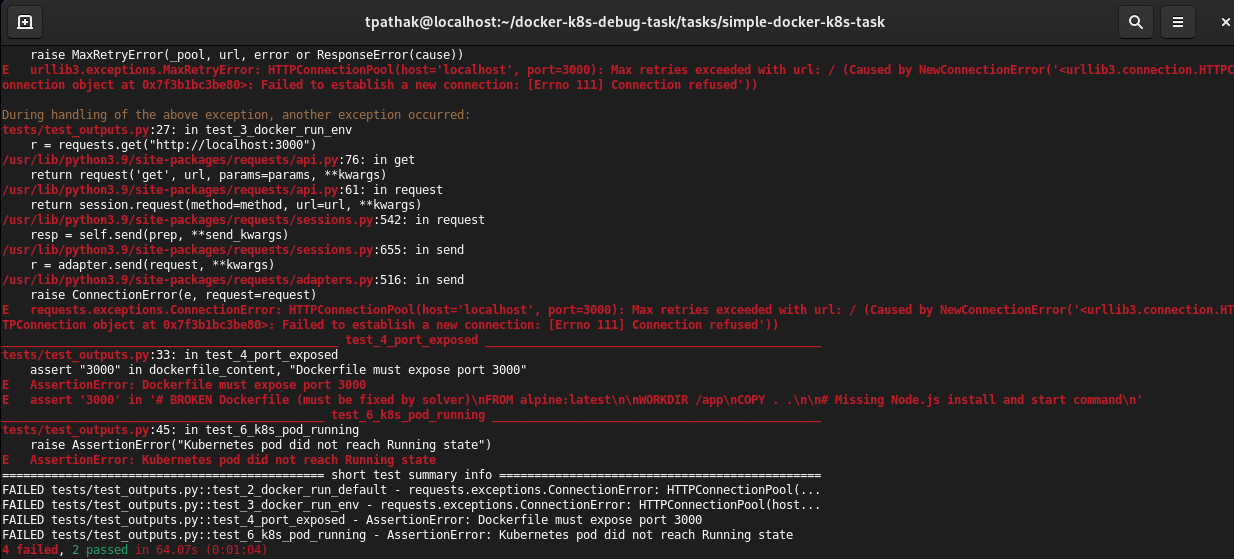 tpathak@localhost:~/docker-k8s-debug-task/tasks/simple-docker-k8s-task
    raise MaxRetryError(_pool, url, error or ResponseError(cause))
E   urllib3.exceptions.MaxRetryError: HTTPConnectionPool(host='localhost', port=3000): Max retries exceeded with url: / (Caused by NewConnectionError('<urllib3.connection.HTTPC
onnection object at 0x7f3b1bc3be80>: Failed to establish a new connection: [Errno 111] Connection refused'))
During handling of the above exception, another exception occurred:
tests/test_outputs.py:27: in test_3_docker_run_env
    r = requests.get("http://localhost:3000")
/usr/lib/python3.9/site-packages/requests/api.py:76: in get
    return request('get', url, params=params, **kwargs)
/usr/lib/python3.9/site-packages/requests/api.py:61: in request
    return session.request(method=method, url=url, **kwargs)
/usr/lib/python3.9/site-packages/requests/sessions.py:542: in request
    resp = self.send(prep, **send_kwargs)
/usr/lib/python3.9/site-packages/requests/sessions.py:655: in send
    r = adapter.send(request, **kwargs)
/usr/lib/python3.9/site-packages/requests/adapters.py:516: in send
    raise ConnectionError(e, request=request)
E   requests.exceptions.ConnectionError: HTTPConnectionPool(host='localhost', port=3000): Max retries exceeded with url: / (Caused by NewConnectionError('<urllib3.connection.HT
TPConnection object at 0x7f3b1bc3be80>: Failed to establish a new connection: [Errno 111] Connection refused'))
_____________________________________________ test_4_port_exposed _____________________________________________
tests/test_outputs.py:33: in test_4_port_exposed
    assert "3000" in dockerfile_content, "Dockerfile must expose port 3000"
E   AssertionError: Dockerfile must expose port 3000
E   assert '3000' in '# BROKEN Dockerfile (must be fixed by solver)\nFROM alpine:latest\n\nWORKDIR /app\nCOPY . .\n\n# Missing Node.js install and start command\n'
____________________________________________ test_6_k8s_pod_running ____________________________________________
tests/test_outputs.py:45: in test_6_k8s_pod_running
    raise AssertionError("Kubernetes pod did not reach Running state")
E   AssertionError: Kubernetes pod did not reach Running state
============================================ short test summary info ============================================
FAILED tests/test_outputs.py::test_2_docker_run_default - requests.exceptions.ConnectionError: HTTPConnectionPool(...
FAILED tests/test_outputs.py::test_3_docker_run_env - requests.exceptions.ConnectionError: HTTPConnectionPool(host...
FAILED tests/test_outputs.py::test_4_port_exposed - AssertionError: Dockerfile must expose port 3000
FAILED tests/test_outputs.py::test_6_k8s_pod_running - AssertionError: Kubernetes pod did not reach Running state
4 failed, 2 passed in 64.07s (0:01:04)